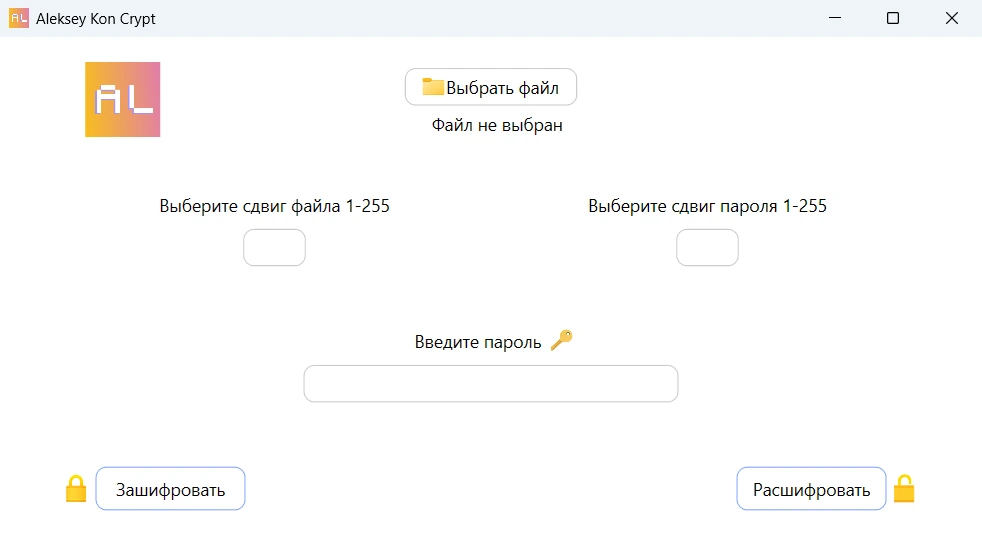 Aleksey Kon Crypt
AL
Выбрать файл
Файл не выбран
Выберите сдвиг файла 1-255
Выберите сдвиг пароля 1-255
Введите пароль
Зашифровать
Расшифровать